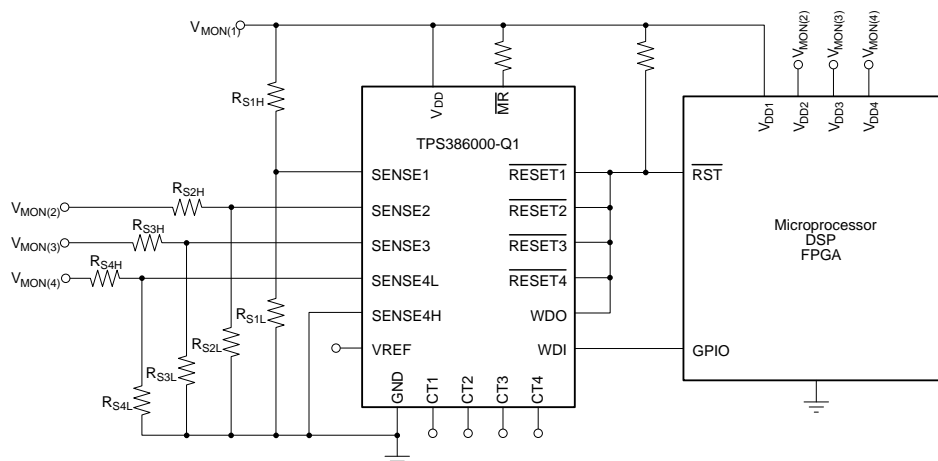 VMON(1)
VMON(2)
VMON(3)
VMON(4)
RS1H
VDD
MR
VDD1
VDD2
VDD3
VDD4
TPS386000-Q1
SENSE1
RESET1
RST
RS2H
VMON(2)
SENSE2
RESET2
Microprocessor
DSP
FPGA
RS3H
VMON(3)
SENSE3
RESET3
RS4H
VMON(4)
SENSE4L
RESET4
RS1L
SENSE4H
WDO
RS2L
VREF
WDI
GPIO
RS3L
RS4L
GND
CT1
CT2
CT3
CT4